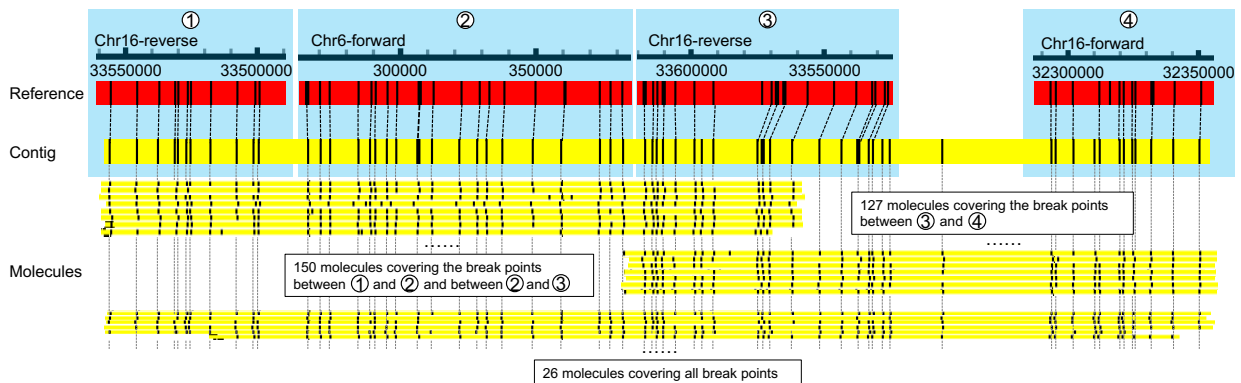 ① ② ③ ④
Chr16-reverse Chr6-forward Chr16-reverse Chr16-forward
33550000 33500000 300000 350000 33600000 33550000 32300000 32350000
Reference
Contig
127 molecules covering the break points
between ③ and ④
......
......
Molecules
150 molecules covering the break points
between ① and ② and between ② and ③
......
26 molecules covering all break points